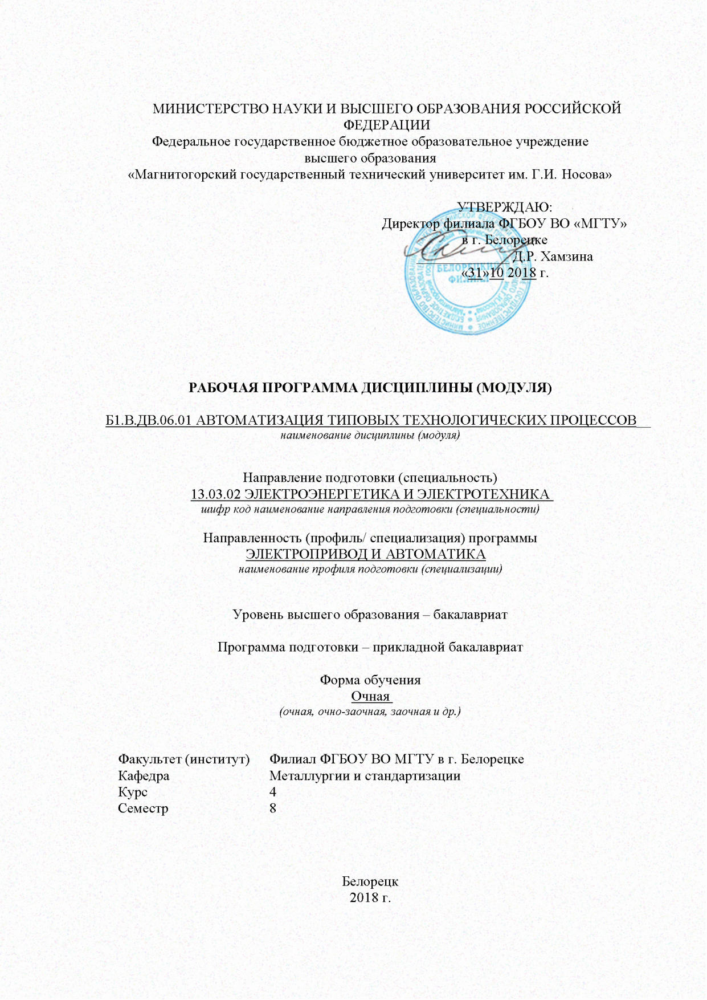 МИНИСТЕРСТВО НАУКИ И ВЫСШЕГО ОБРАЗОВАНИЯ РОССИЙСКОЙ
ФЕДЕРАЦИИ
Федеральное государственное бюджетное образовательное учреждение
высшего образования
«Магнитогорский государственный технический университет им. Г.И. Носова»
УТВЕРЖДАЮ:
Директор филиала ФГБОУ ВО «МГТУ»
в г. Белорецке
Д.Р. Хамзина
«31»10 2018 г.
БЕЛОРЕЦКИЙ
ФИЛИАЛ
РАБОЧАЯ ПРОГРАММА ДИСЦИПЛИНЫ (МОДУЛЯ)
Б1.В.ДВ.06.01 АВТОМАТИЗАЦИЯ ТИПОВЫХ ТЕХНОЛОГИЧЕСКИХ ПРОЦЕССОВ
наименование дисциплины (модуля)
Направление подготовки (специальность)
13.03.02 ЭЛЕКТРОЭНЕРГЕТИКА И ЭЛЕКТРОТЕХНИКА
шифр код наименование направления подготовки (специальности)
Направленность (профиль/ специализация) программы
ЭЛЕКТРОПРИВОД И АВТОМАТИКА
наименование профиля подготовки (специализации)
Уровень высшего образования – бакалавриат
Программа подготовки – прикладной бакалавриат
Форма обучения
Очная
(очная, очно-заочная, заочная и др.)
Факультет (институт) Филиал ФГБОУ ВО МГТУ в г. Белорецке
Кафедра Металлургии и стандартизации
Курс 4
Семестр 8
Белорецк
2018 г.